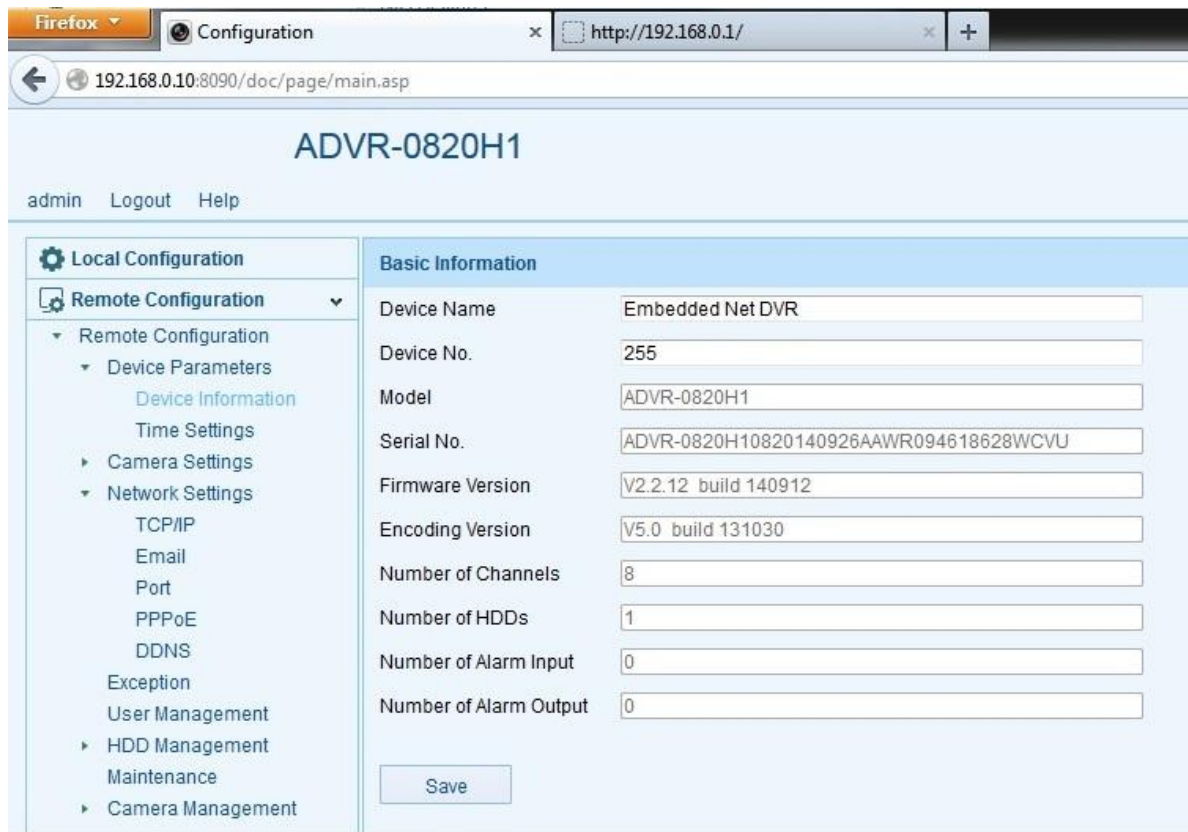 Firefox
Configuration
http://192.168.0.1/
192.168.0.10:8090/doc/page/main.asp
ADVR-0820H1
admin Logout Help
Local Configuration
Remote Configuration
Remote Configuration
Device Parameters
Device Information
Time Settings
Camera Settings
Network Settings
TCP/IP
Email
Port
PPPoE
DDNS
Exception
User Management
HDD Management
Maintenance
Camera Management
Basic Information
Device Name Embedded Net DVR
Device No. 255
Model ADVR-0820H1
Serial No. ADVR-0820H10820140926AAWR094618628WCVU
Firmware Version V2.2.12 build 140912
Encoding Version V5.0 build 131030
Number of Channels 8
Number of HDDs 1
Number of Alarm Input 0
Number of Alarm Output 0
Save